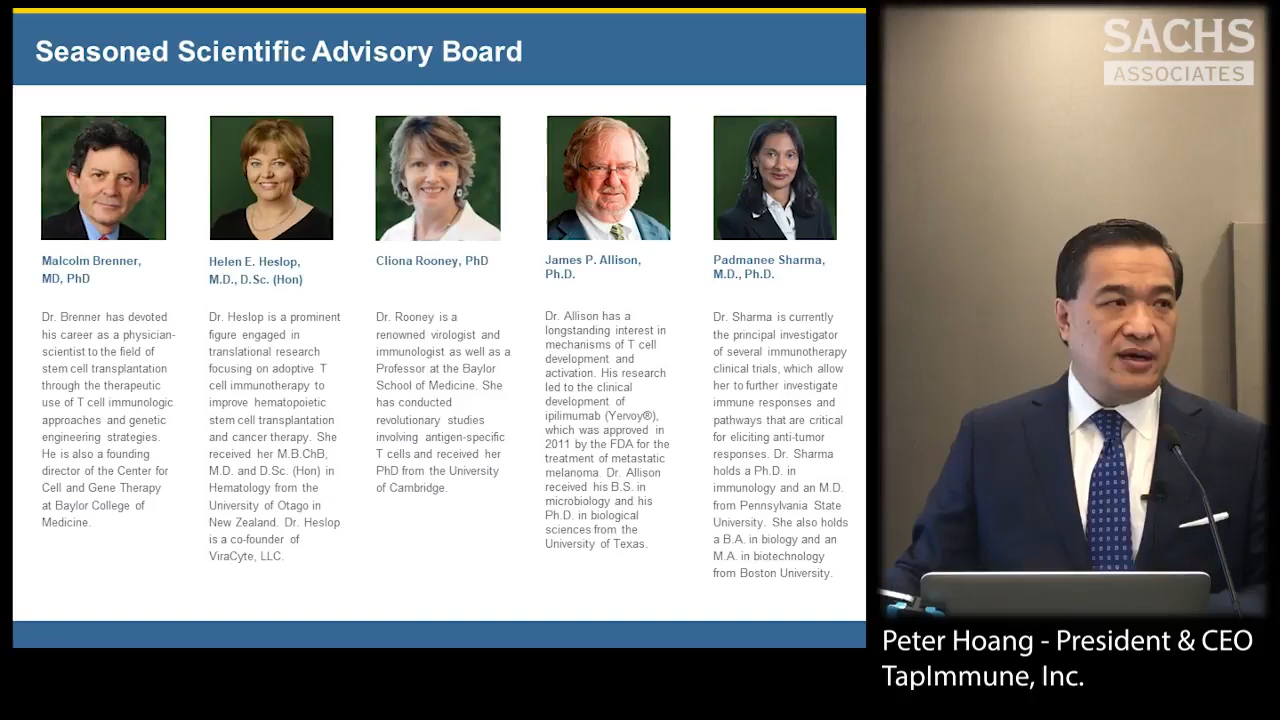 Seasoned Scientific Advisory Board
Malcolm Brenner,
MD, PhD
Dr. Brenner has devoted
his career as a physician-
scientist to the field of
stem cell transplantation
through the therapeutic
use of T cell immunologic
approaches and genetic
engineering strategies.
He is also a founding
director of the Center for
Cell and Gene Therapy
at Baylor College of
Medicine.
Helen E. Heslop,
M.D., D.Sc. (Hon)
Dr. Heslop is a prominent
figure engaged in
translational research
focusing on adoptive T
cell immunotherapy to
improve hematopoietic
stem cell transplantation
and cancer therapy. She
received her M.B.ChB,
M.D. and D.Sc. (Hon) in
Hematology from the
University of Otago in
New Zealand. Dr. Heslop
is a co-founder of
ViraCyte, LLC.
Cliona Rooney, PhD
Dr. Rooney is a
renowned virologist and
immunologist as well as a
Professor at the Baylor
School of Medicine. She
has conducted
revolutionary studies
involving antigen-specific
T cells and received her
PhD from the University
of Cambridge.
James P. Allison,
Ph.D.
Dr. Allison has a
longstanding interest in
mechanisms of T cell
development and
activation. His research
led to the clinical
development of
ipilimumab (Yervoy®),
which was approved in
2011 by the FDA for the
treatment of metastatic
melanoma. Dr. Allison
received his B.S. in
microbiology and his
Ph.D. in biological
sciences from the
University of Texas.
Padmanee Sharma,
M.D., Ph.D.
Dr. Sharma is currently
the principal investigator
of several immunotherapy
clinical trials, which allow
her to further investigate
immune responses and
pathways that are critical
for eliciting anti-tumor
responses. Dr. Sharma
holds a Ph.D. in
immunology and an M.D.
from Pennsylvania State
University. She also holds
a B.A. in biology and an
M.A. in biotechnology
from Boston University.
SACHS
ASSOCIATES
Peter Hoang - President & CEO
TapImmune, Inc.